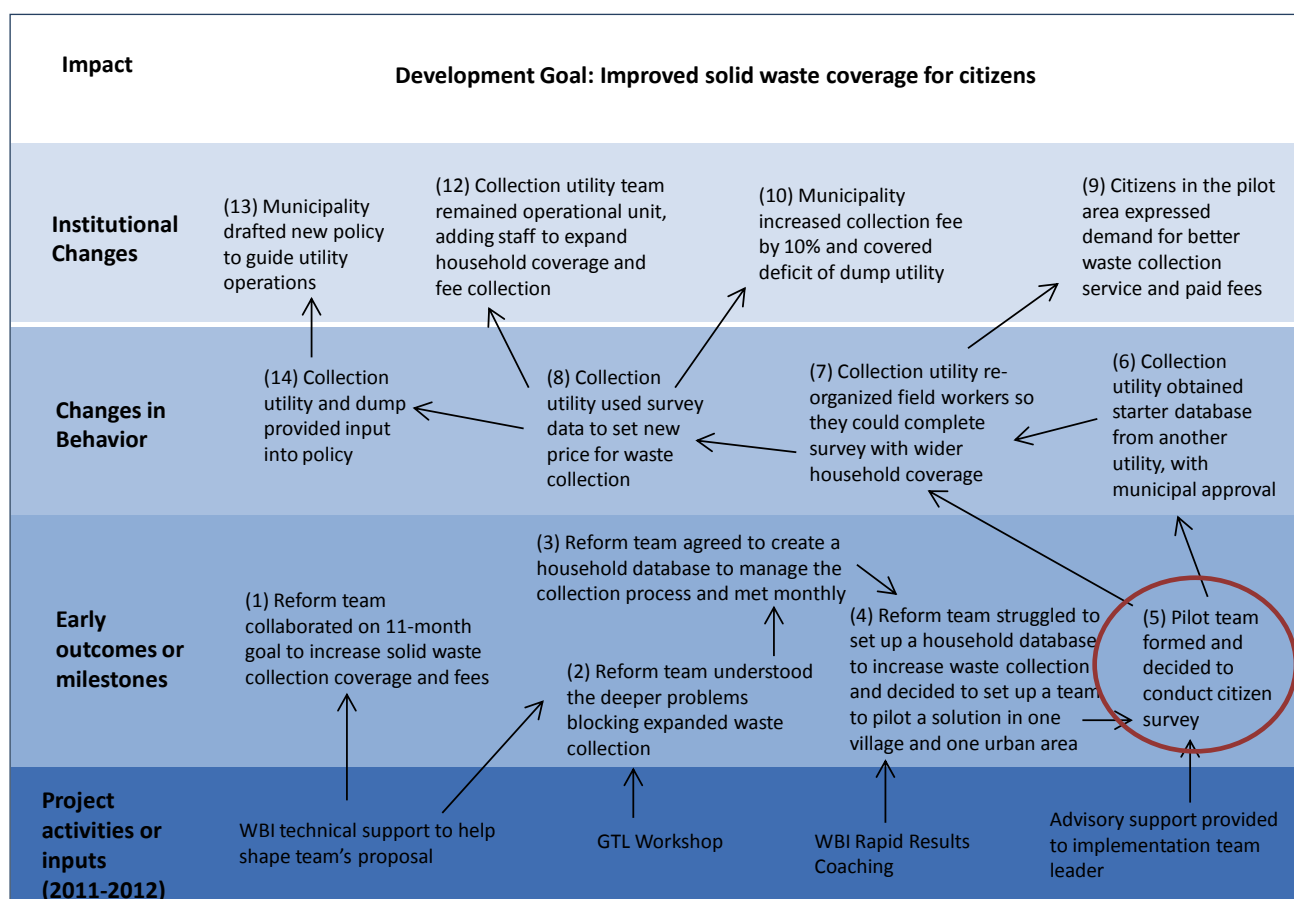 Impact
Development Goal: Improved solid waste coverage for citizens
Institutional
Changes
(13) Municipality
drafted new policy
to guide utility
operations
(12) Collection utility team
remained operational unit,
adding staff to expand
household coverage and
fee collection
(10) Municipality
increased collection fee
by 10% and covered
deficit of dump utility
(9) Citizens in the pilot
area expressed
demand for better
waste collection
service and paid fees
Changes in
Behavior
(14) Collection
utility and dump
provided input
into policy
(8) Collection
utility used survey
data to set new
price for waste
collection
(7) Collection utility re-
organized field workers so
they could complete
survey with wider
household coverage
(6) Collection
utility obtained
starter database
from another
utility, with
municipal approval
Early
outcomes or
milestones
(1) Reform team
collaborated on 11-month
goal to increase solid waste
collection coverage and fees
(3) Reform team agreed to create a
household database to manage the
collection process and met monthly
(2) Reform team understood
the deeper problems
blocking expanded waste
collection
(4) Reform team struggled to
set up a household database
to increase waste collection
and decided to set up a team
to pilot a solution in one
village and one urban area
(5) Pilot team
formed and
decided to
conduct citizen
survey
Project
activities or
inputs
(2011-2012)
WBI technical support to help
shape team's proposal
GTL Workshop
WBI Rapid Results
Coaching
Advisory support provided
to implementation team
leader